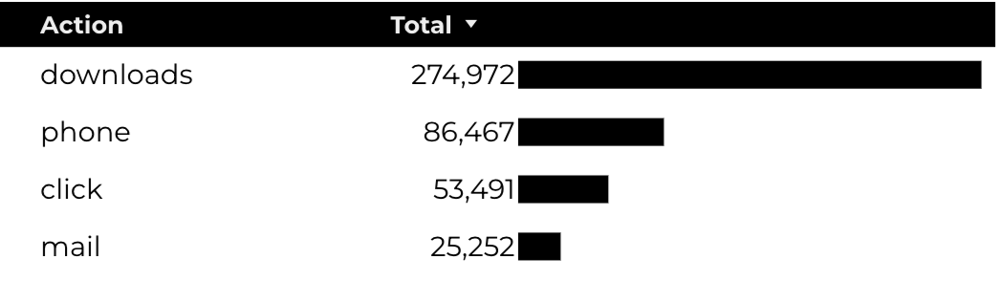 Action Total
downloads 274,972
phone 86,467
click 53,491
mail 25,252